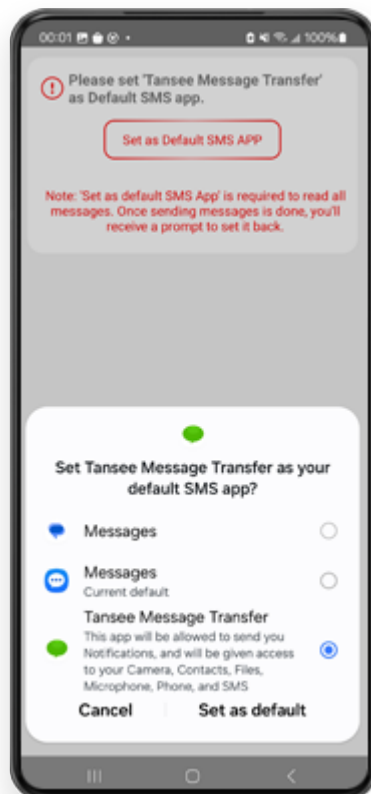 00:01
100%
Please set 'Tansee Message Transfer'
as Default SMS app.
Set as Default SMS APP
Note: 'Set as default SMS App' is required to read all
messages. Once sending messages is done, you'll
receive a prompt to set it back.
Set Tansee Message Transfer as your
default SMS app?
Messages
Messages
Current default
Tansee Message Transfer
This app will be allowed to send you
Notifications, and will be given access
to your Camera, Contacts, Files,
Microphone, Phone, and SMS
Cancel
Set as default